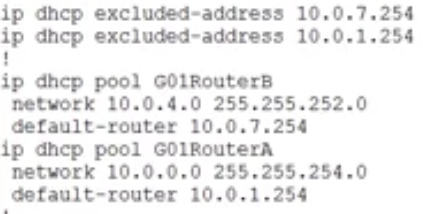 ip dhcp excluded-address 10.0.7.254
ip dhcp excluded-address 10.0.1.254
!
ip dhcp pool G01RouterB
network 10.0.4.0 255.255.252.0
default-router 10.0.7.254
ip dhcp pool G01RouterA
network 10.0.0.0 255.255.254.0
default-router 10.0.1.254
!